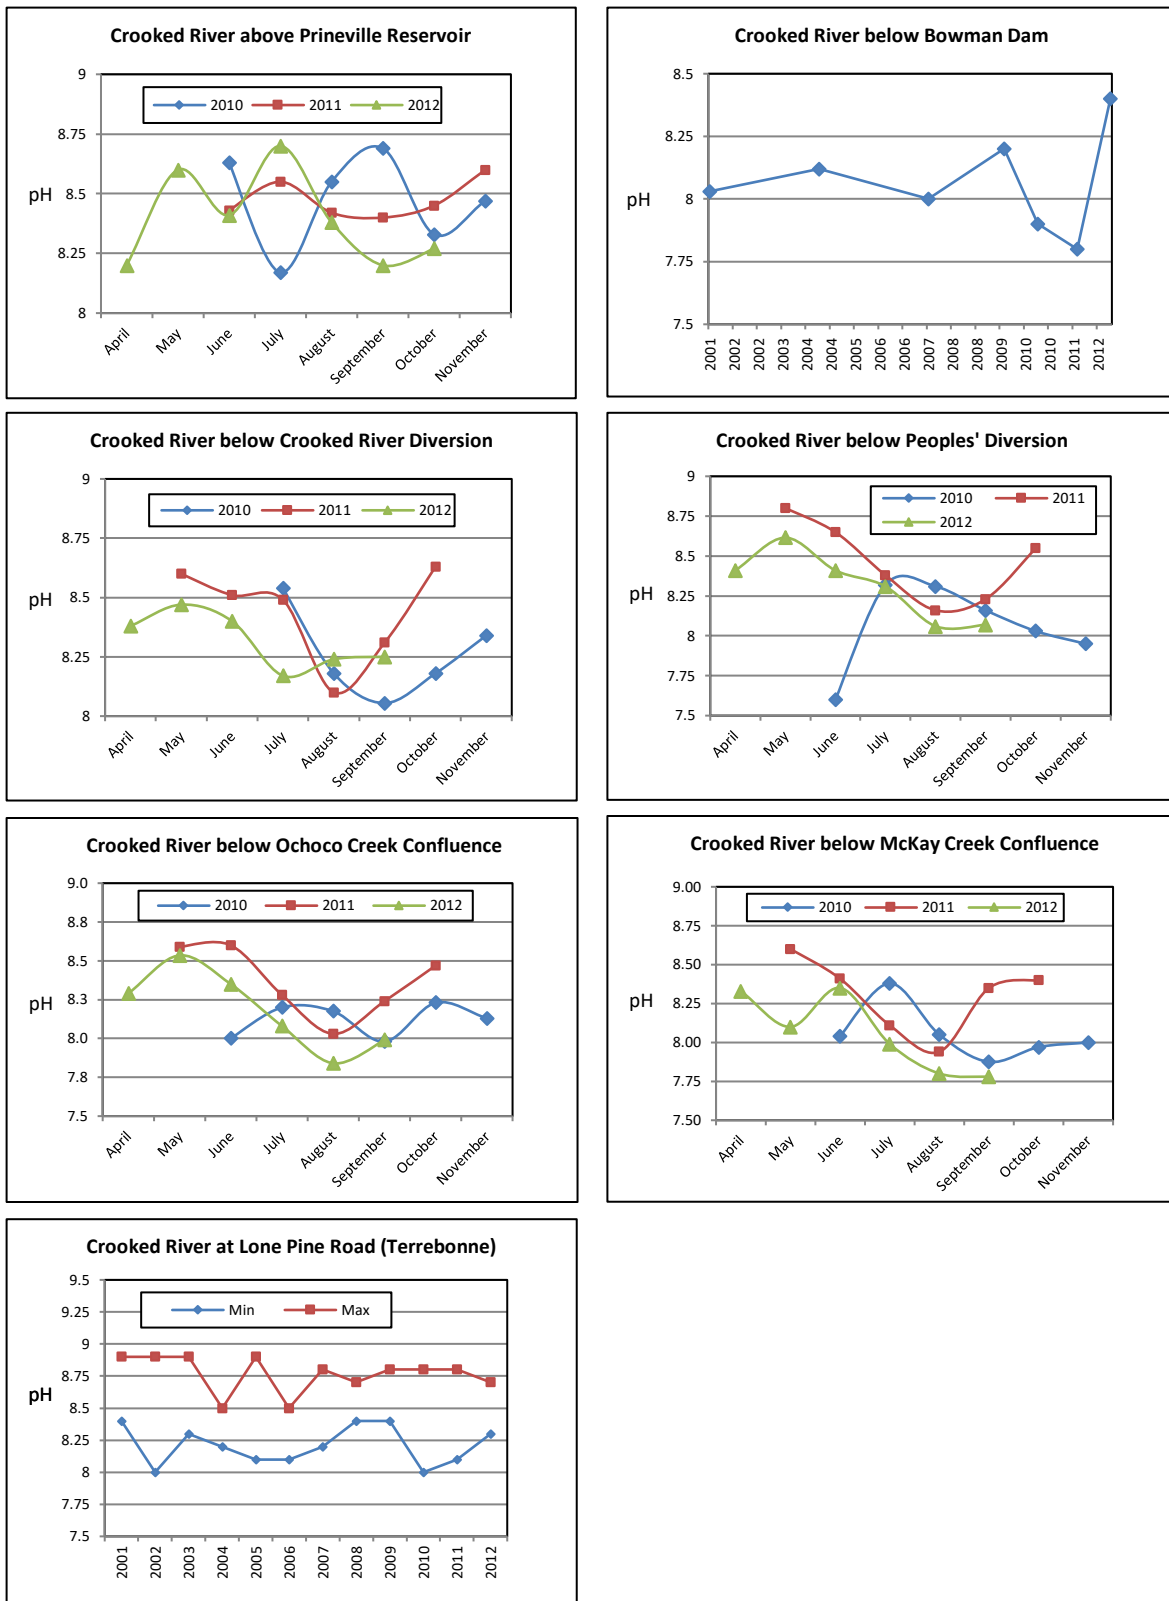 Crooked River above Prineville Reservoir
9
2010 2011 2012
8.75
8.5
pH
8.25
8
April May June July August September October November
Crooked River below Bowman Dam
8.5
8.25
pH
8
7.75
7.5
2001 2002 2002 2004 2005 2006 2006 2007 2008 2008 2009 2010 2010 2011 2012
Crooked River below Crooked River Diversion
9
2010 2011 2012
8.75
8.5
pH
8.25
8
April May June July August September October November
Crooked River below Peoples' Diversion
9
2010 2011
2012
8.75
8.5
pH
8.25
8
7.75
7.5
April May June July August September October November
Crooked River below Ochoco Creek Confluence
9.0
2010 2011 2012
8.8
8.5
8.3
pH
8.0
7.8
7.5
April May June July August September October November
Crooked River below McKay Creek Confluence
9.00
2010 2011 2012
8.75
8.50
8.25
pH
8.00
7.75
7.50
April May June July August September October November
Crooked River at Lone Pine Road (Terrebonne)
9.5
9.25
Min Max
9
8.75
pH
8.5
8.25
8
7.75
7.5
2001 2002 2003 2004 2005 2006 2007 2008 2009 2010 2011 2012